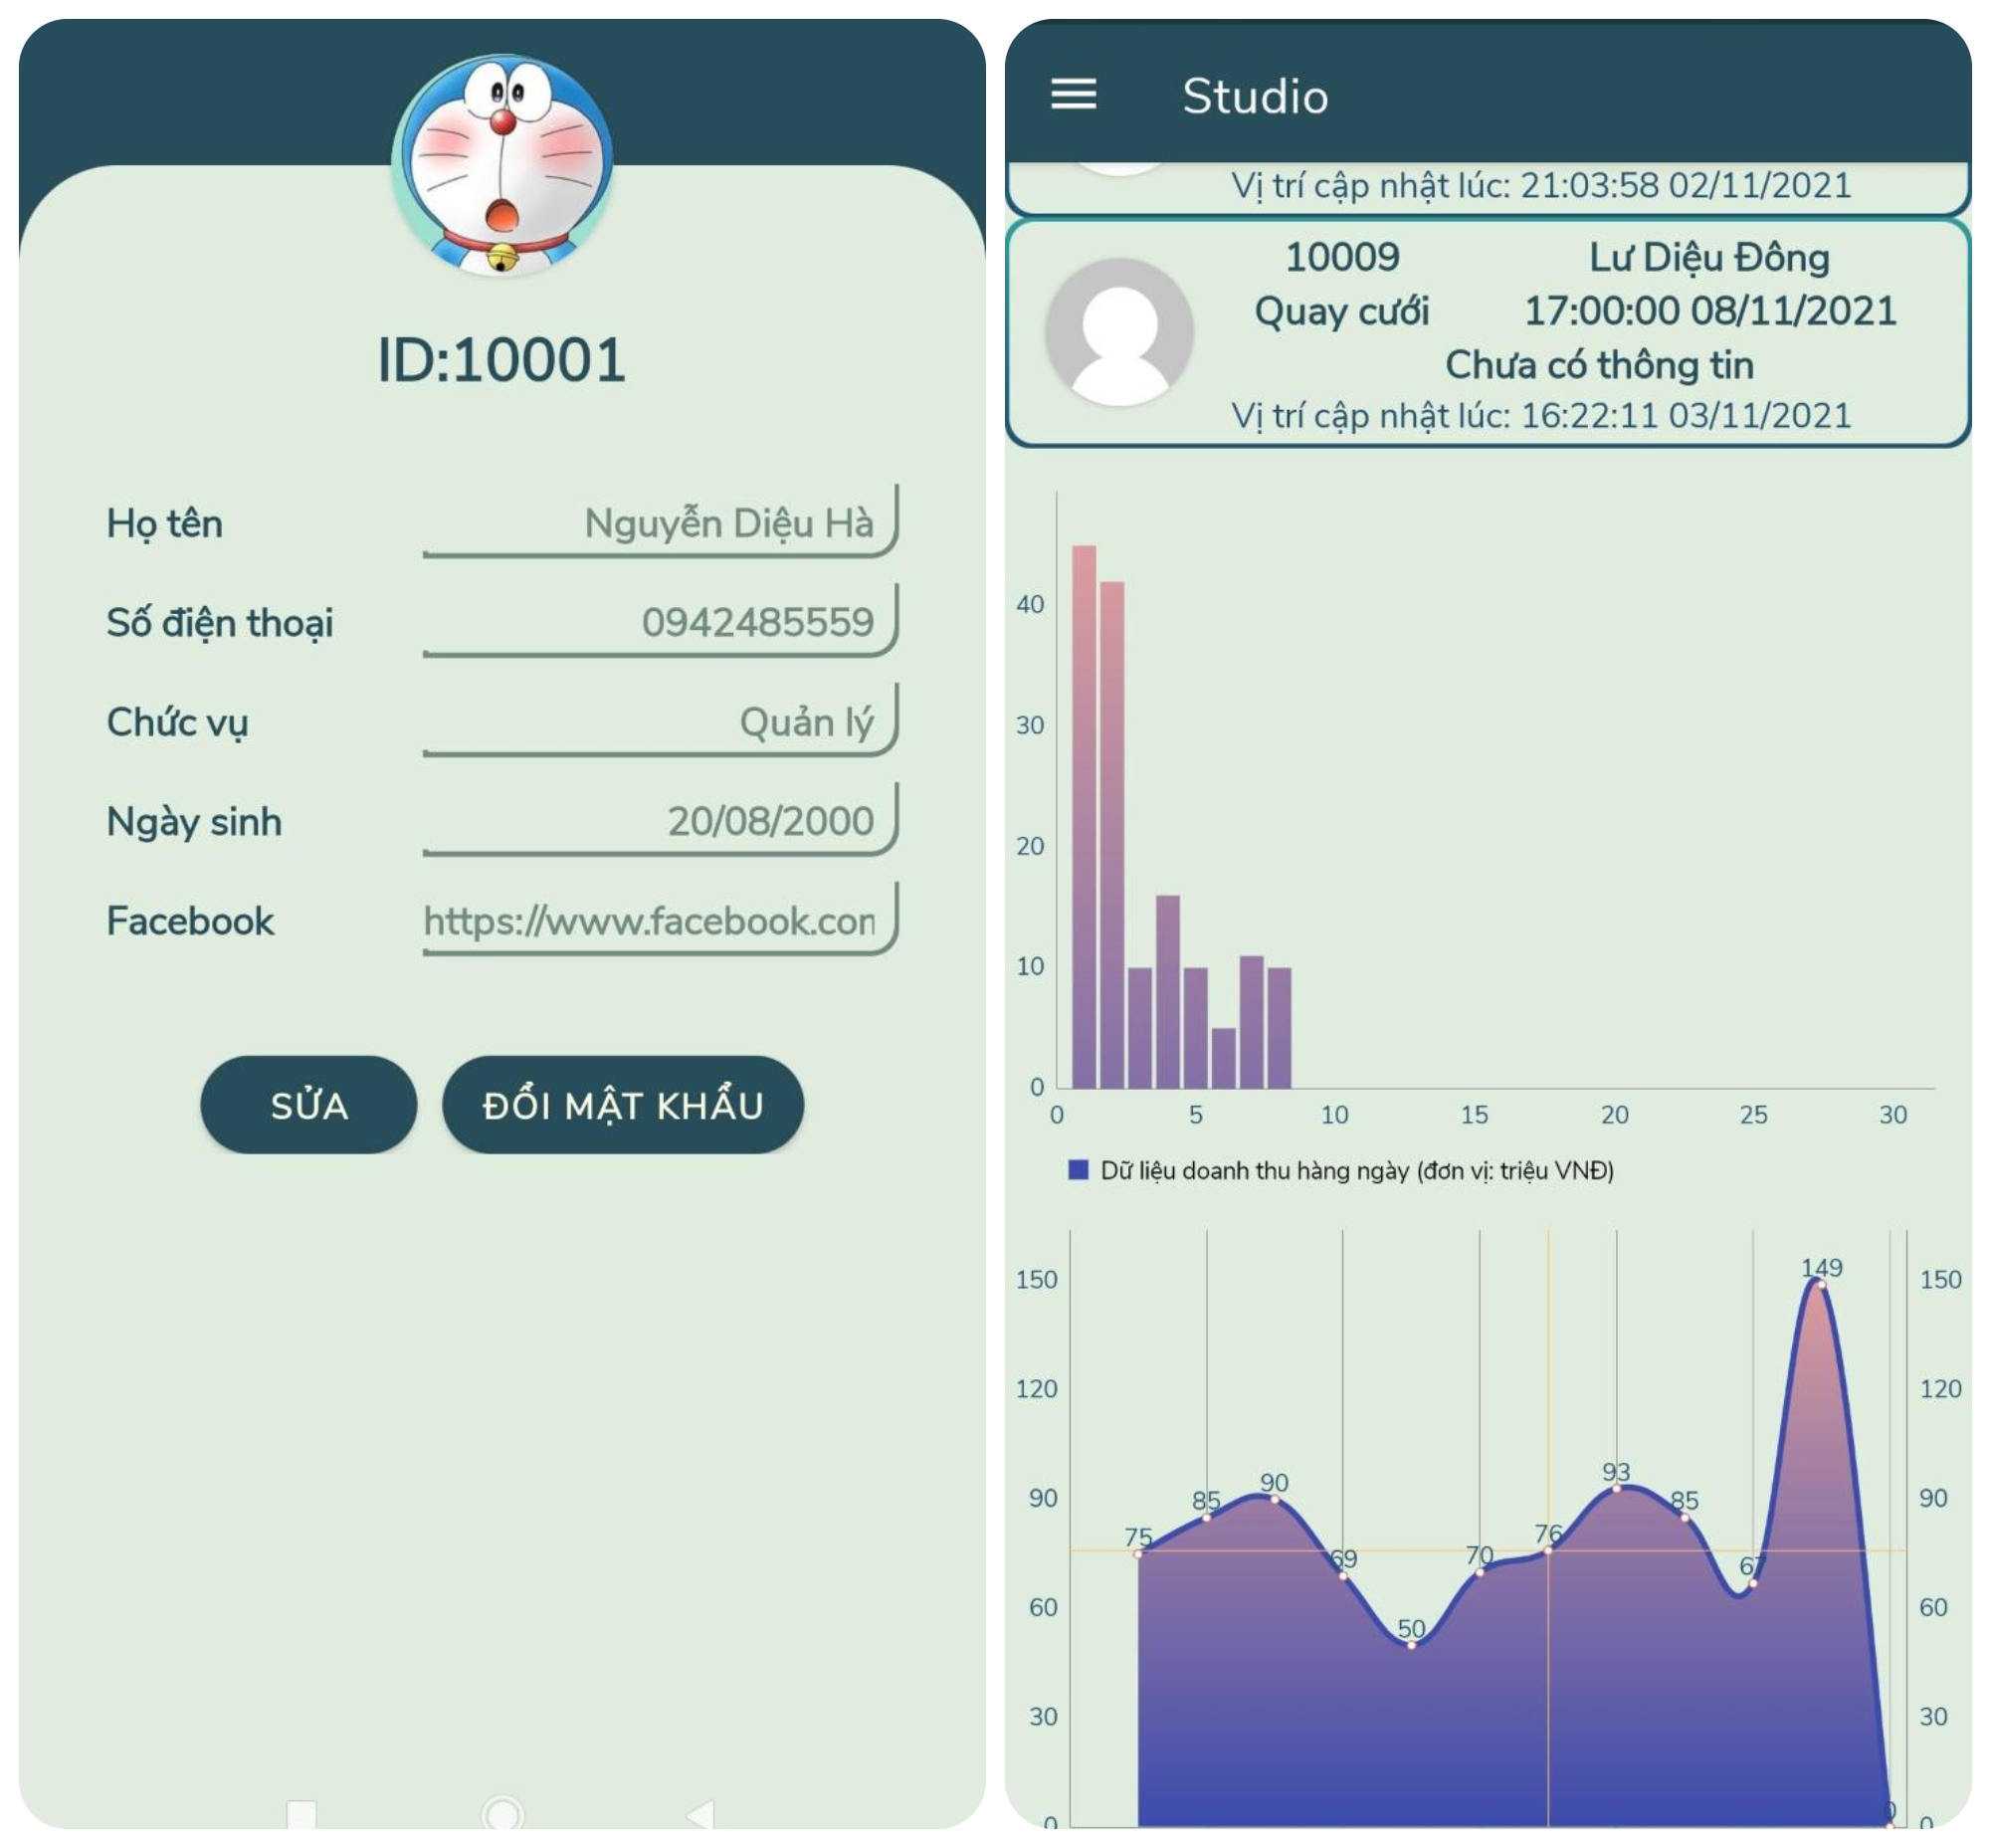 ID:10001
Họ tên
Nguyễn Diệu Hà
Số điện thoại
0942485559
Chức vụ
Quản lý
Ngày sinh
20/08/2000
Facebook
https://www.facebook.con
SỬA
ĐỔI MẬT KHẨU
Studio
Vị trí cập nhật lúc: 21:03:58 02/11/2021
10009
Lư Diệu Đông
Quay cưới
17:00:00 08/11/2021
Chưa có thông tin
Vị trí cập nhật lúc: 16:22:11 03/11/2021
40
30
20
10
0
0 5 10 15 20 25 30
Dữ liệu doanh thu hàng ngày (đơn vị: triệu VNĐ)
150
120
90
60
30
0
75
85
90
69
50
70
76
93
85
67
149
0
150
120
90
60
30
0